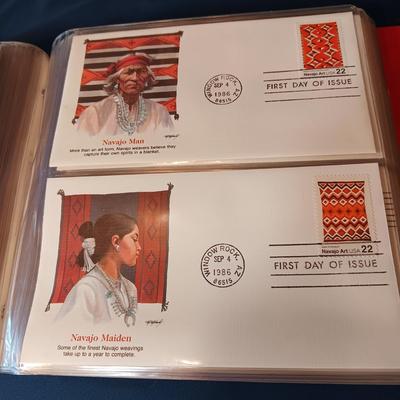 Navajo Man
More than an art form, Navajo weavers believe they
capture their own spirits in a blanket.
WINDOW ROCK, AZ
SEP 4
1986
86515
Navajo Art USA 22
FIRST DAY OF ISSUE
Navajo Maiden
Some of the finest Navajo weavings
take up to a year to complete.
WINDOW ROCK, AZ
SEP 4
1986
86515
Navajo Art USA 22
FIRST DAY OF ISSUE